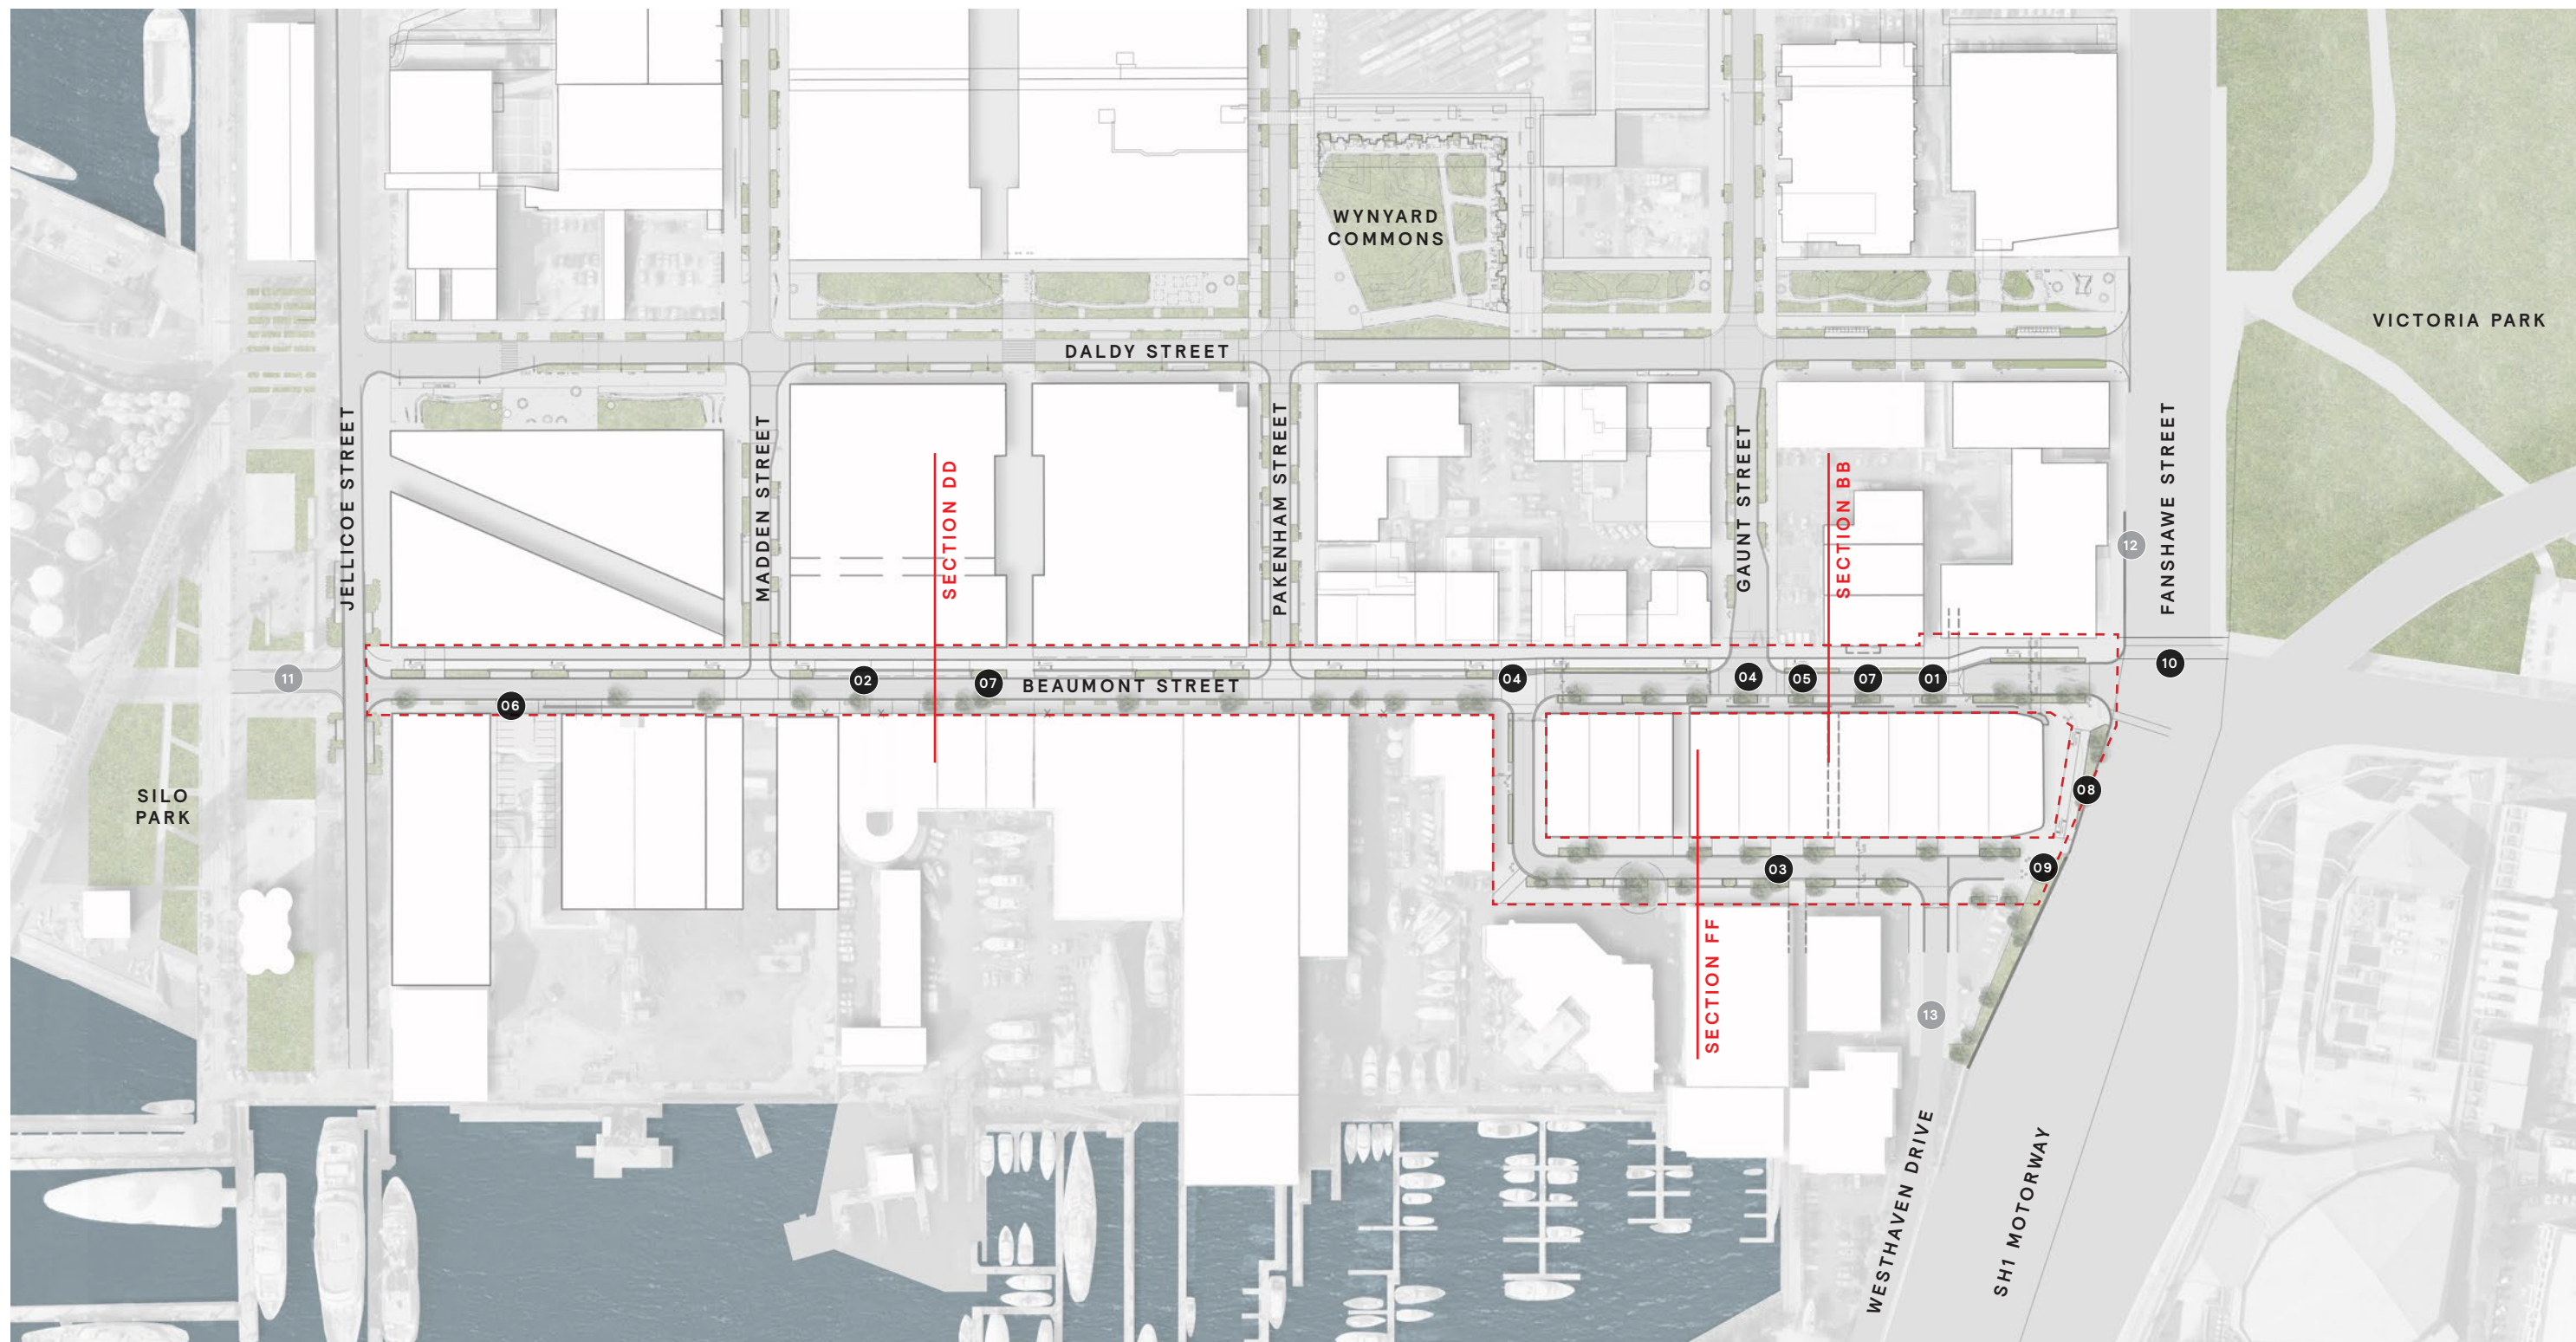 WYNYARD
COMMONS
VICTORIA PARK
DALDY STREET
JELLICOE STREET
MADDEN STREET
SECTION DD
PAKENHAM STREET
GAUNT STREET
SECTION BB
FANSHAWE STREET
12
11
06
02
07
BEAUMONT STREET
04
04
05
07
01
10
SILO
PARK
08
03
09
SECTION FF
13
WESTHAVEN DRIVE
SH1 MOTORWAY